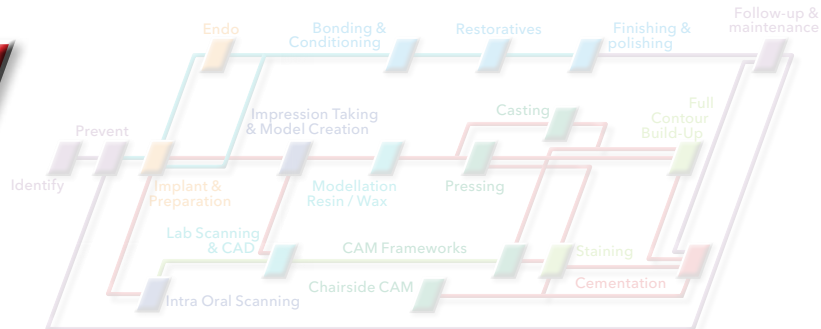 Follow-up &
maintenance
Endo
Bonding &
Conditioning
Restoratives
Finishing &
polishing
Impression Taking
& Model Creation
Casting
Full
Contour
Build-Up
Prevent
Identify
Implant &
Preparation
Modellation
Resin / Wax
Pressing
Lab Scanning
& CAD
CAM Frameworks
Staining
Intra Oral Scanning
Chairside CAM
Cementation